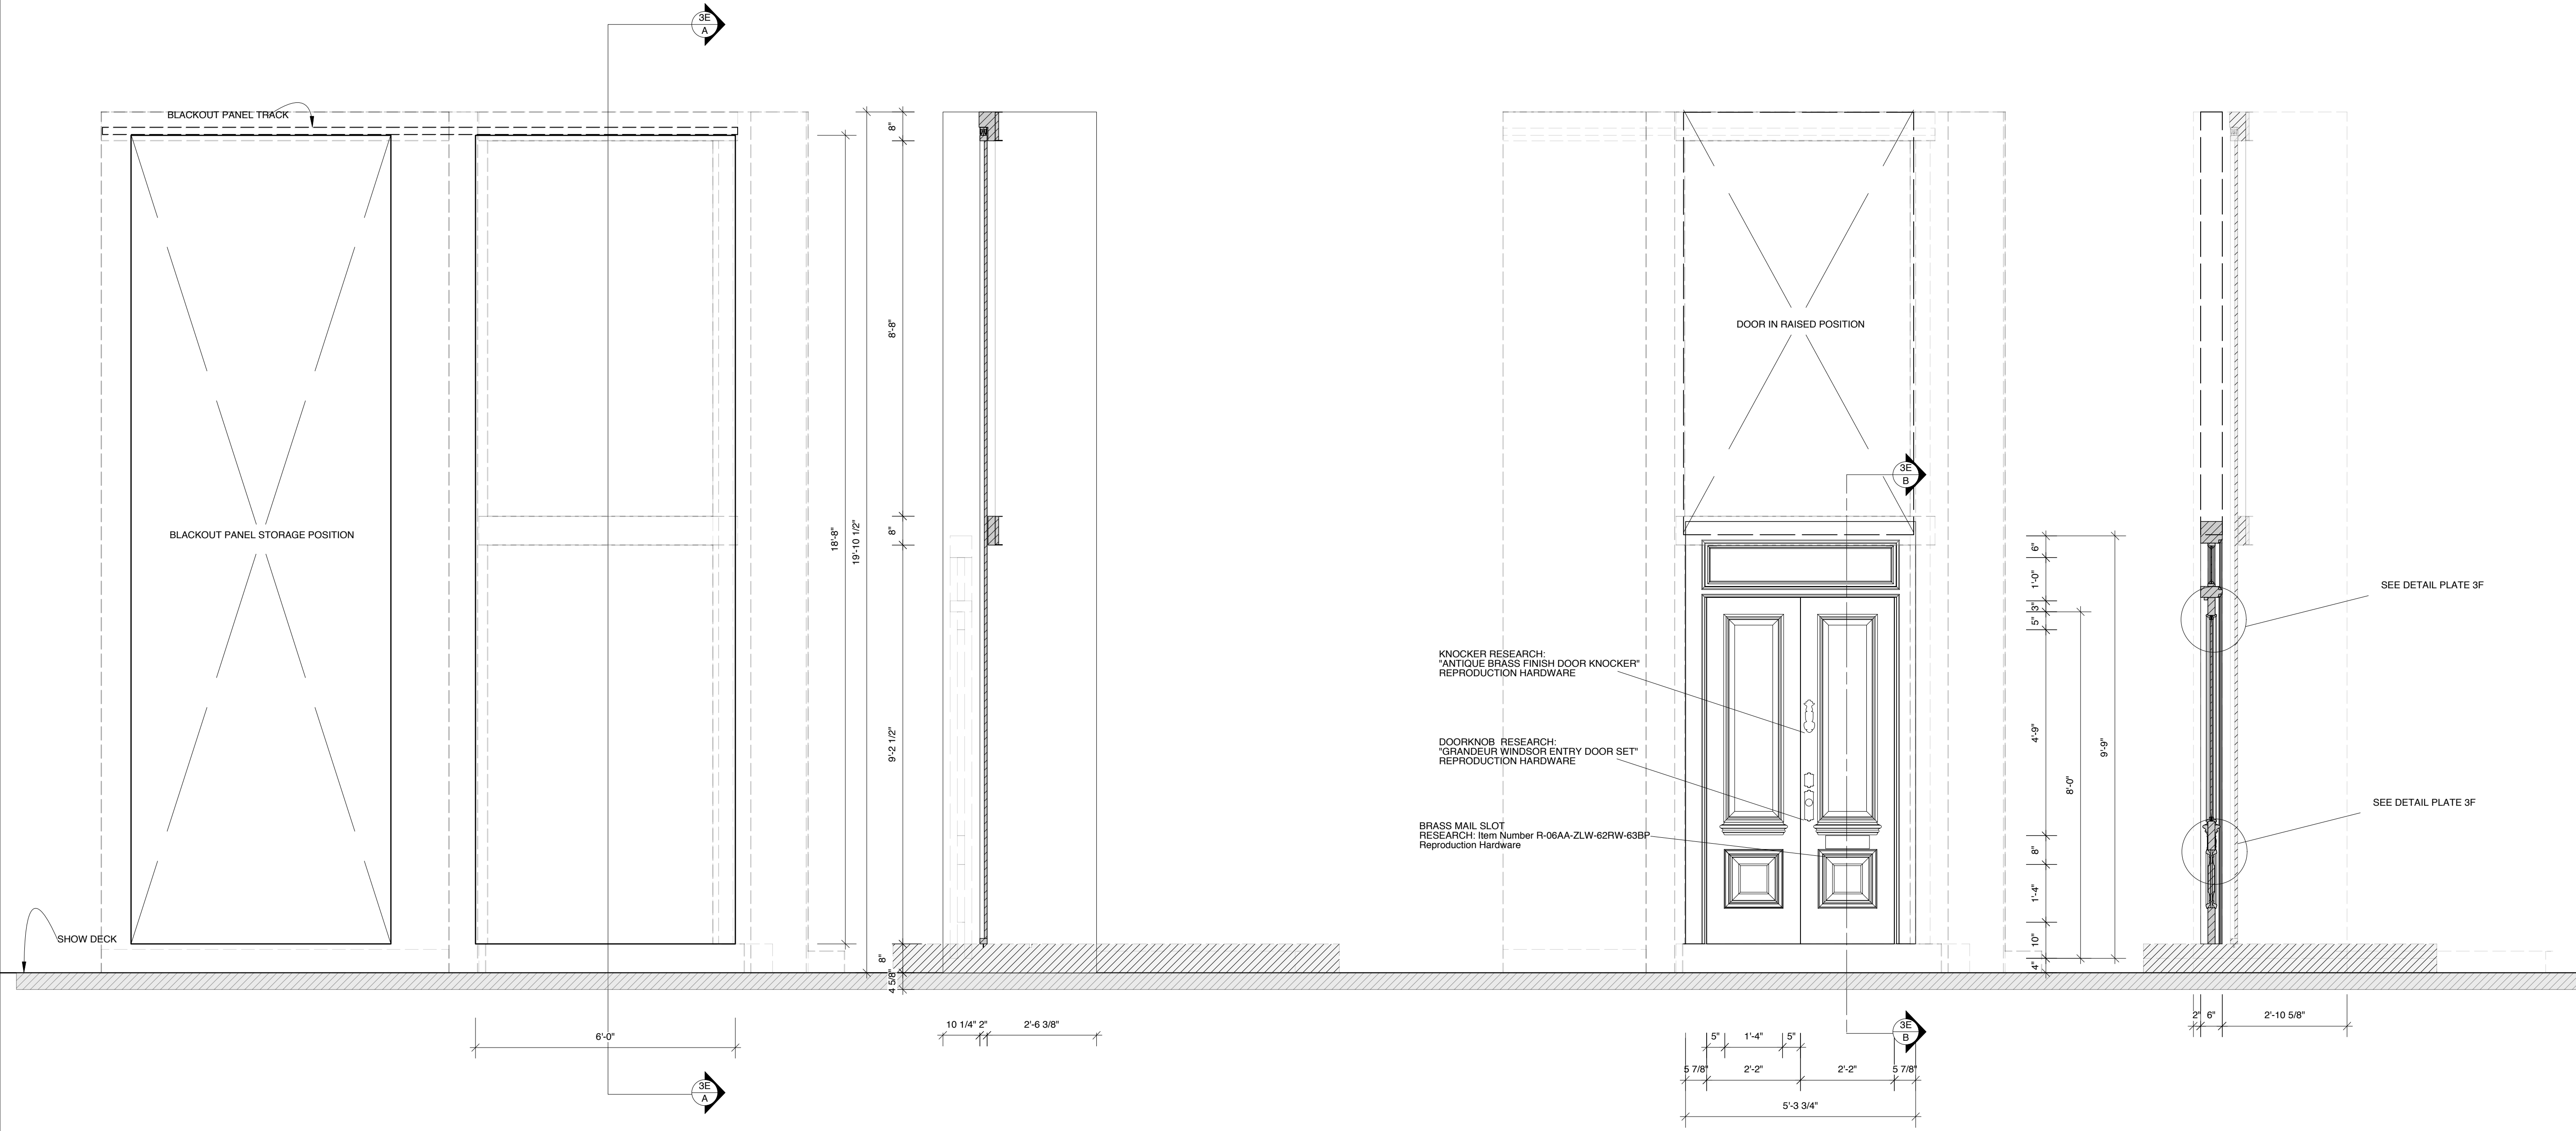 3E
A
BLACKOUT PANEL TRACK
BLACKOUT PANEL STORAGE POSITION
SHOW DECK
6'-0"
3E
A
18'-8"
19'-10 1/2"
8"
8'-8"
8"
9'-2 1/2"
8"
4 5/8"
10 1/4" 2" 2'-6 3/8"
DOOR IN RAISED POSITION
3E
B
KNOCKER RESEARCH:
"ANTIQUE BRASS FINISH DOOR KNOCKER"
REPRODUCTION HARDWARE
DOORKNOB  RESEARCH:
"GRANDEUR WINDSOR ENTRY DOOR SET"
REPRODUCTION HARDWARE
BRASS MAIL SLOT
RESEARCH: Item Number R-06AA-ZLW-62RW-63BP
Reproduction Hardware
3E
B
5" 1'-4" 5"
5 7/8" 2'-2" 2'-2" 5 7/8"
5'-3 3/4"
6"
1'-0"
3"
5"
4'-9"
8"
1'-4"
10"
4"
8'-0"
9'-9"
SEE DETAIL PLATE 3F
SEE DETAIL PLATE 3F
2" 6" 2'-10 5/8"